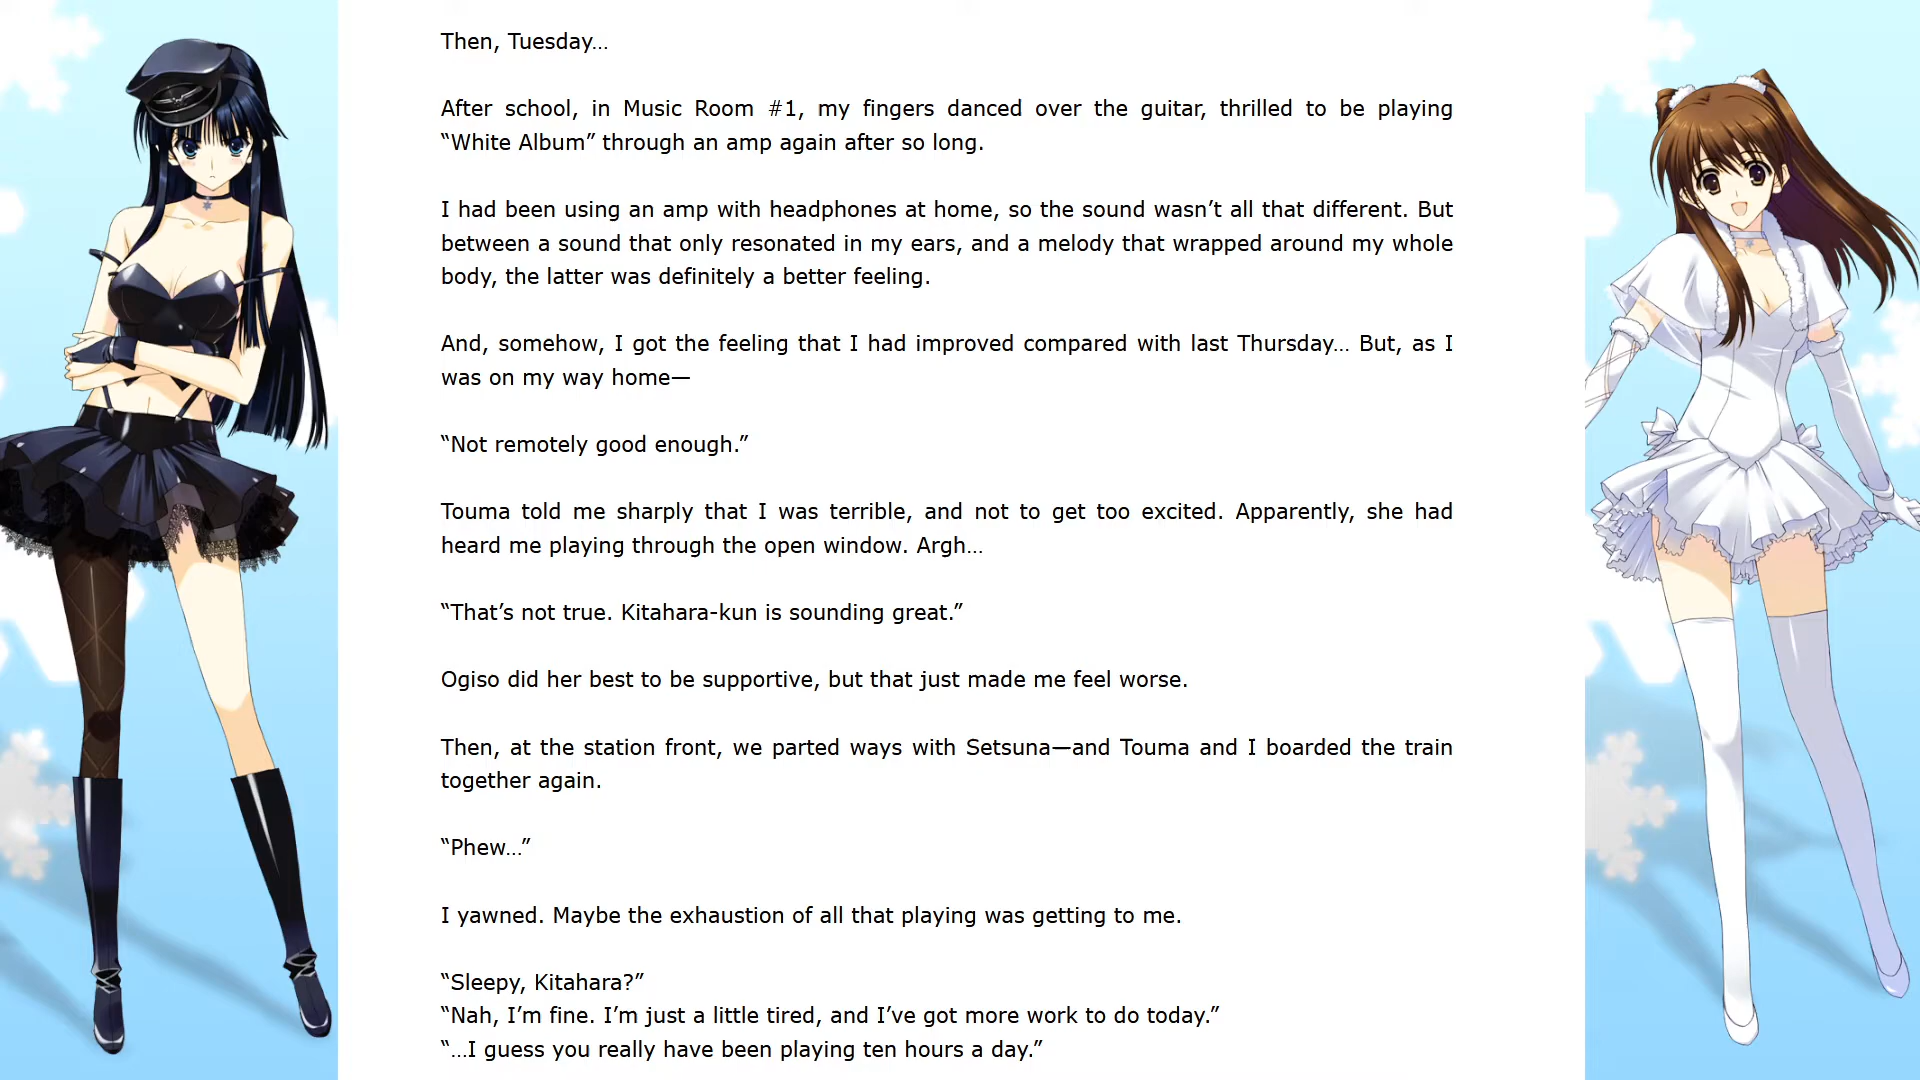 Then, Tuesday…
After school, in Music Room #1, my fingers danced over the guitar, thrilled to be playing
“White Album” through an amp again after so long.
I had been using an amp with headphones at home, so the sound wasn’t all that different. But
between a sound that only resonated in my ears, and a melody that wrapped around my whole
body, the latter was definitely a better feeling.
And, somehow, I got the feeling that I had improved compared with last Thursday… But, as I
was on my way home—
“Not remotely good enough.”
Touma told me sharply that I was terrible, and not to get too excited. Apparently, she had
heard me playing through the open window. Argh…
“That’s not true. Kitahara-kun is sounding great.”
Ogiso did her best to be supportive, but that just made me feel worse.
Then, at the station front, we parted ways with Setsuna—and Touma and I boarded the train
together again.
“Phew…”
I yawned. Maybe the exhaustion of all that playing was getting to me.
“Sleepy, Kitahara?”
“Nah, I’m fine. I’m just a little tired, and I’ve got more work to do today.”
“…I guess you really have been playing ten hours a day.”